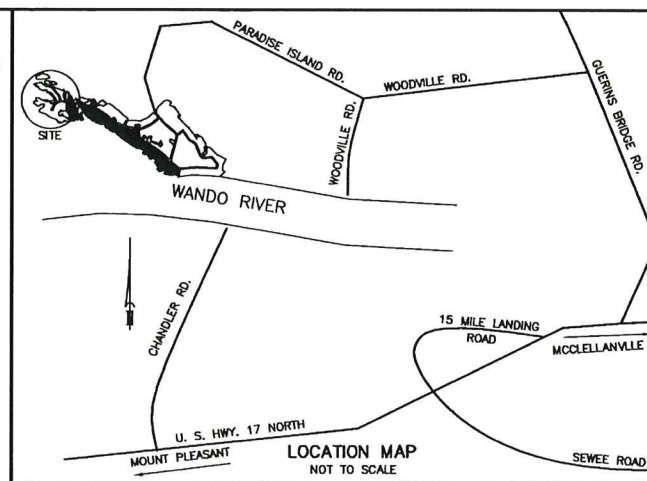 PARADISE ISLAND RD.
WOODVILLE RD.
GUERINS BRIDGE RD.
SITE
WOODVILLE RD.
WANDO RIVER
CHANDLER RD.
15 MILE LANDING
ROAD
MCCLELLANVLLE
U. S. HWY. 17 NORTH
MOUNT PLEASANT
LOCATION MAP
NOT TO SCALE
SEWEE ROAD